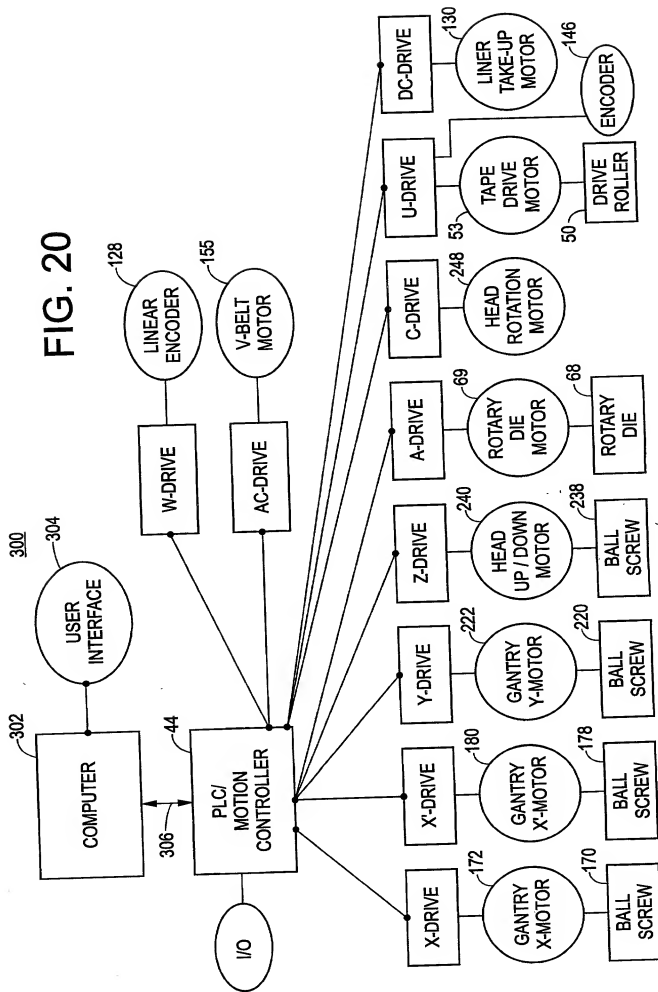 FIG. 20
300
302
COMPUTER
304
USER
INTERFACE
306
44
PLC/
MOTION
CONTROLLER
I/O
W-DRIVE
128
LINEAR
ENCODER
AC-DRIVE
155
V-BELT
MOTOR
X-DRIVE
172
GANTRY
X-MOTOR
170
BALL
SCREW
X'-DRIVE
180
GANTRY
X'-MOTOR
178
BALL
SCREW
Y-DRIVE
222
GANTRY
Y-MOTOR
220
BALL
SCREW
Z-DRIVE
240
HEAD
UP / DOWN
MOTOR
238
BALL
SCREW
A-DRIVE
69
ROTARY
DIE
MOTOR
68
ROTARY
DIE
C-DRIVE
248
HEAD
ROTATION
MOTOR
U-DRIVE
53
TAPE
DRIVE
MOTOR
50
DRIVE
ROLLER
DC-DRIVE
130
LINER
TAKE-UP
MOTOR
146
ENCODER